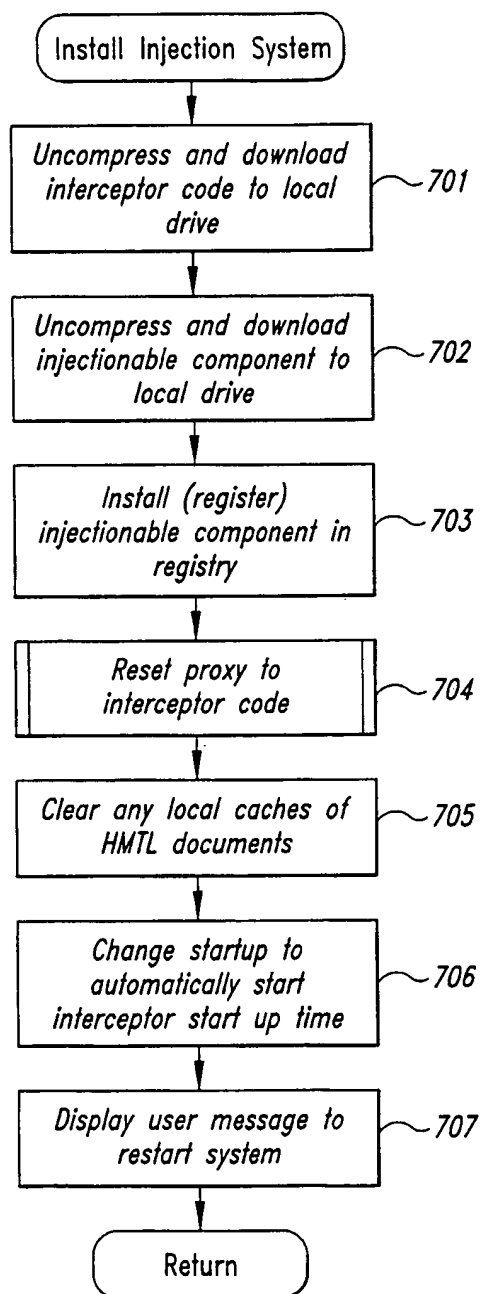 Install Injection System
Uncompress and download
interceptor code to local
drive
701
Uncompress and download
injectionable component to
local drive
702
Install (register)
injectionable component in
registry
703
Reset proxy to
interceptor code
704
Clear any local caches of
HMTL documents
705
Change startup to
automatically start
interceptor start up time
706
Display user message to
restart system
707
Return